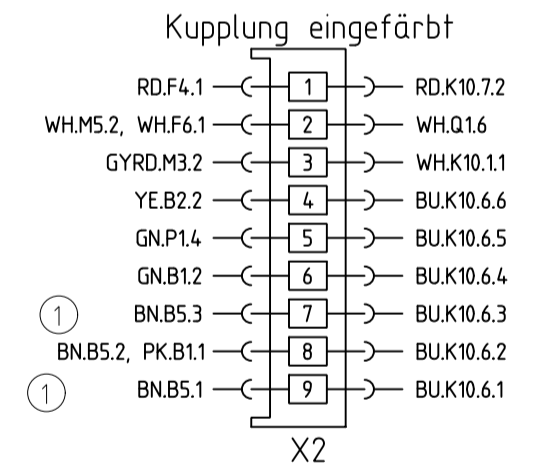 Kupplung eingefärbt
RD.F4.1 1 RD.K10.7.2
WH.M5.2, WH.F6.1 2 WH.Q1.6
GYRD.M3.2 3 WH.K10.1.1
YE.B2.2 4 BU.K10.6.6
GN.P1.4 5 BU.K10.6.5
GN.B1.2 6 BU.K10.6.4
1 BN.B5.3 7 BU.K10.6.3
BN.B5.2, PK.B1.1 8 BU.K10.6.2
1 BN.B5.1 9 BU.K10.6.1
X2